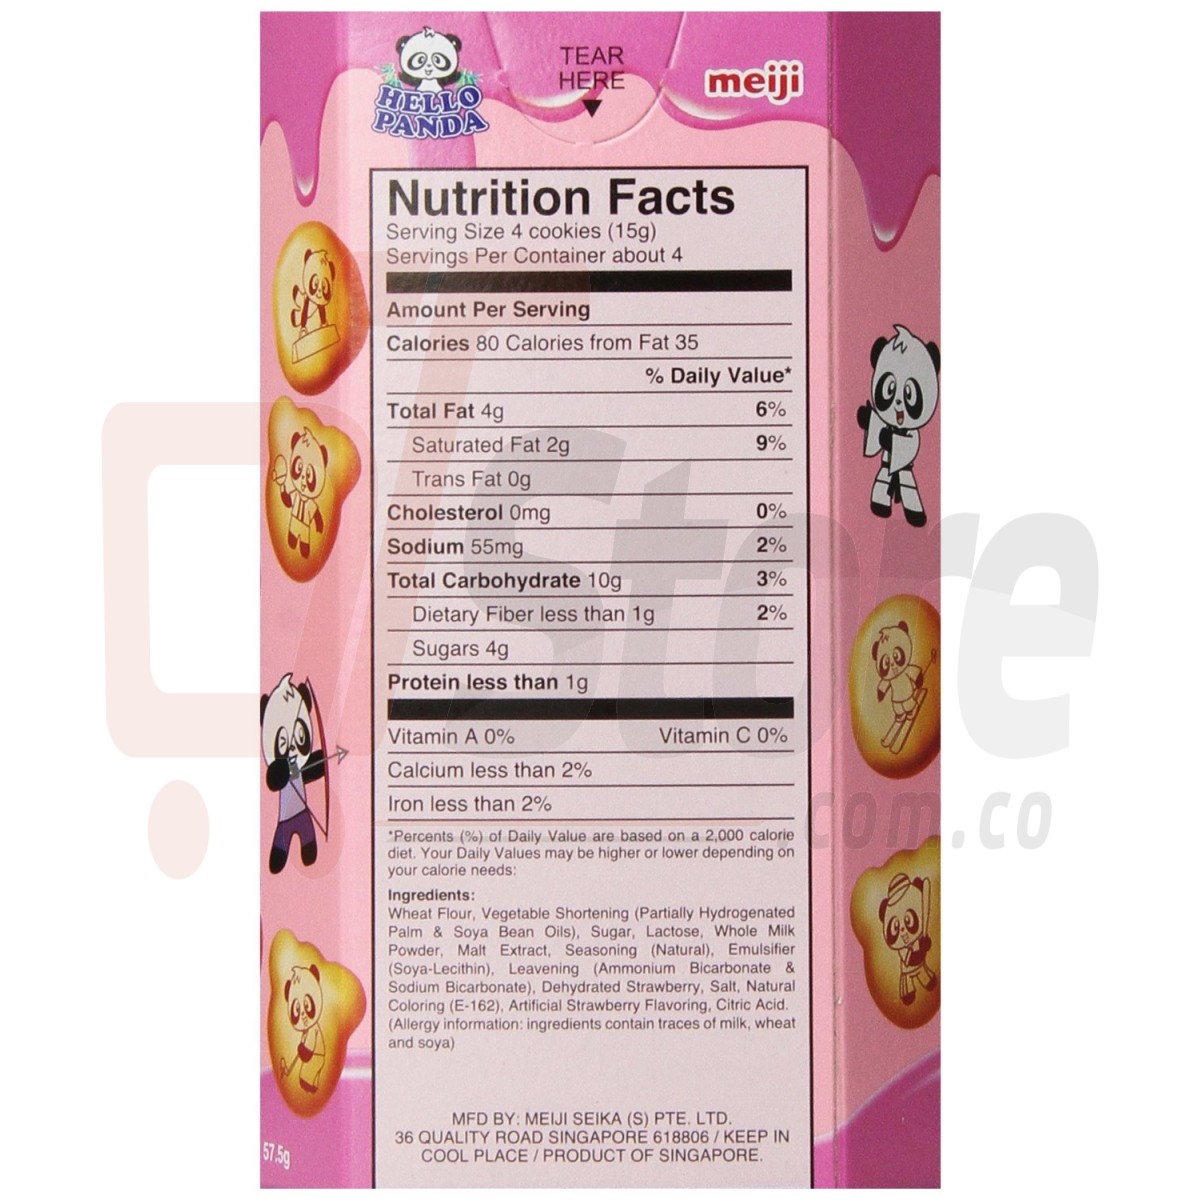 HELLO
PANDA
TEAR
HERE
meiji
Nutrition Facts
Serving Size 4 cookies (15g)
Servings Per Container about 4
Amount Per Serving
Calories 80 Calories from Fat 35
% Daily Value*
Total Fat 4g 6%
Saturated Fat 2g 9%
Trans Fat 0g
Cholesterol 0mg 0%
Sodium 55mg 2%
Total Carbohydrate 10g 3%
Dietary Fiber less than 1g 2%
Sugars 4g
Protein less than 1g
Vitamin A 0% Vitamin C 0%
Calcium less than 2%
Iron less than 2%
*Percents (%) of Daily Value are based on a 2,000 calorie
diet. Your Daily Values may be higher or lower depending on
your calorie needs:
Ingredients:
Wheat Flour, Vegetable Shortening (Partially Hydrogenated
Palm & Soya Bean Oils), Sugar, Lactose, Whole Milk
Powder, Malt Extract, Seasoning (Natural), Emulsifier
(Soya-Lecithin), Leavening (Ammonium Bicarbonate &
Sodium Bicarbonate), Dehydrated Strawberry, Salt, Natural
Coloring (E-162), Artificial Strawberry Flavoring, Citric Acid.
(Allergy information: ingredients contain traces of milk, wheat
and soya)
MFD BY: MEIJI SEIKA (S) PTE. LTD.
36 QUALITY ROAD SINGAPORE 618806 / KEEP IN
COOL PLACE / PRODUCT OF SINGAPORE.
57.5g
Store
.com.co